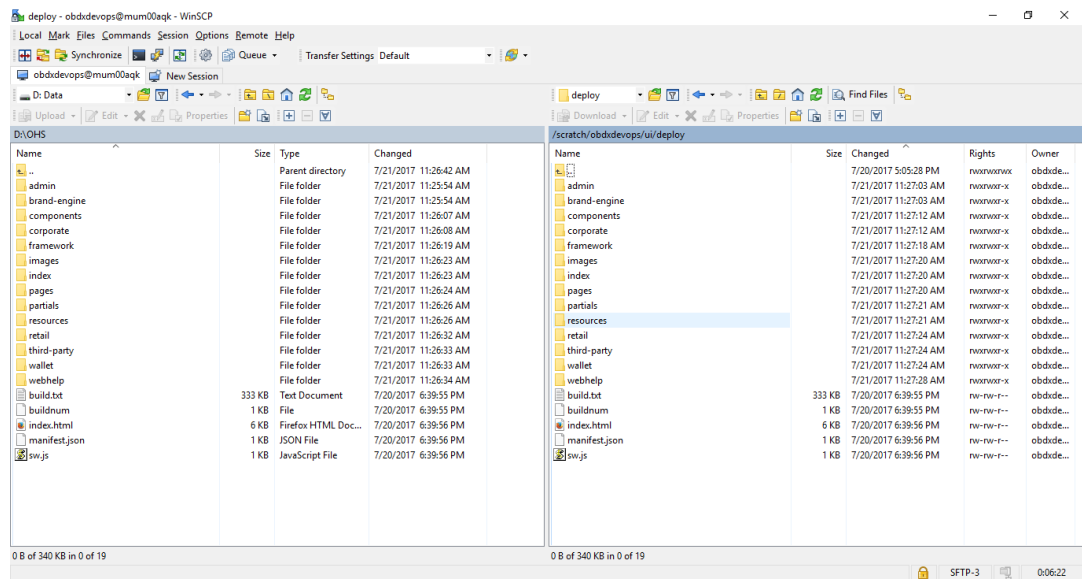 deploy - obdxdevops@mum00aqk - WinSCP
Local Mark Files Commands Session Options Remote Help
Synchronize Queue Transfer Settings Default
obdxdevops@mum00aqk New Session
D: Data deploy Find Files
Upload Edit Properties Download Edit Properties
D:\OHS /scratch/obdxdevops/ui/deploy
Name Size Type Changed Name Size Changed Rights Owner
.. Parent directory 7/21/2017 11:26:42 AM .. 7/20/2017 5:05:28 PM rwxrwxrwx obdxde...
admin File folder 7/21/2017 11:25:54 AM admin 7/21/2017 11:27:03 AM rwxrwxr-x obdxde...
brand-engine File folder 7/21/2017 11:25:54 AM brand-engine 7/21/2017 11:27:03 AM rwxrwxr-x obdxde...
components File folder 7/21/2017 11:26:07 AM components 7/21/2017 11:27:12 AM rwxrwxr-x obdxde...
corporate File folder 7/21/2017 11:26:08 AM corporate 7/21/2017 11:27:12 AM rwxrwxr-x obdxde...
framework File folder 7/21/2017 11:26:19 AM framework 7/21/2017 11:27:18 AM rwxrwxr-x obdxde...
images File folder 7/21/2017 11:26:23 AM images 7/21/2017 11:27:20 AM rwxrwxr-x obdxde...
index File folder 7/21/2017 11:26:23 AM index 7/21/2017 11:27:20 AM rwxrwxr-x obdxde...
pages File folder 7/21/2017 11:26:24 AM pages 7/21/2017 11:27:20 AM rwxrwxr-x obdxde...
partials File folder 7/21/2017 11:26:26 AM partials 7/21/2017 11:27:21 AM rwxrwxr-x obdxde...
resources File folder 7/21/2017 11:26:26 AM resources 7/21/2017 11:27:21 AM rwxrwxr-x obdxde...
retail File folder 7/21/2017 11:26:32 AM retail 7/21/2017 11:27:24 AM rwxrwxr-x obdxde...
third-party File folder 7/21/2017 11:26:33 AM third-party 7/21/2017 11:27:24 AM rwxrwxr-x obdxde...
wallet File folder 7/21/2017 11:26:33 AM wallet 7/21/2017 11:27:24 AM rwxrwxr-x obdxde...
webhelp File folder 7/21/2017 11:26:34 AM webhelp 7/21/2017 11:27:28 AM rwxrwxr-x obdxde...
build.txt 333 KB Text Document 7/20/2017 6:39:55 PM build.txt 333 KB 7/20/2017 6:39:55 PM rw-rw-r-- obdxde...
buildnum 1 KB File 7/20/2017 6:39:55 PM buildnum 1 KB 7/20/2017 6:39:55 PM rw-rw-r-- obdxde...
index.html 6 KB Firefox HTML Doc... 7/20/2017 6:39:56 PM index.html 6 KB 7/20/2017 6:39:56 PM rw-rw-r-- obdxde...
manifest.json 1 KB JSON File 7/20/2017 6:39:56 PM manifest.json 1 KB 7/20/2017 6:39:56 PM rw-rw-r-- obdxde...
sw.js 1 KB JavaScript File 7/20/2017 6:39:56 PM sw.js 1 KB 7/20/2017 6:39:56 PM rw-rw-r-- obdxde...
0 B of 340 KB in 0 of 19 0 B of 340 KB in 0 of 19
SFTP-3 0:06:22